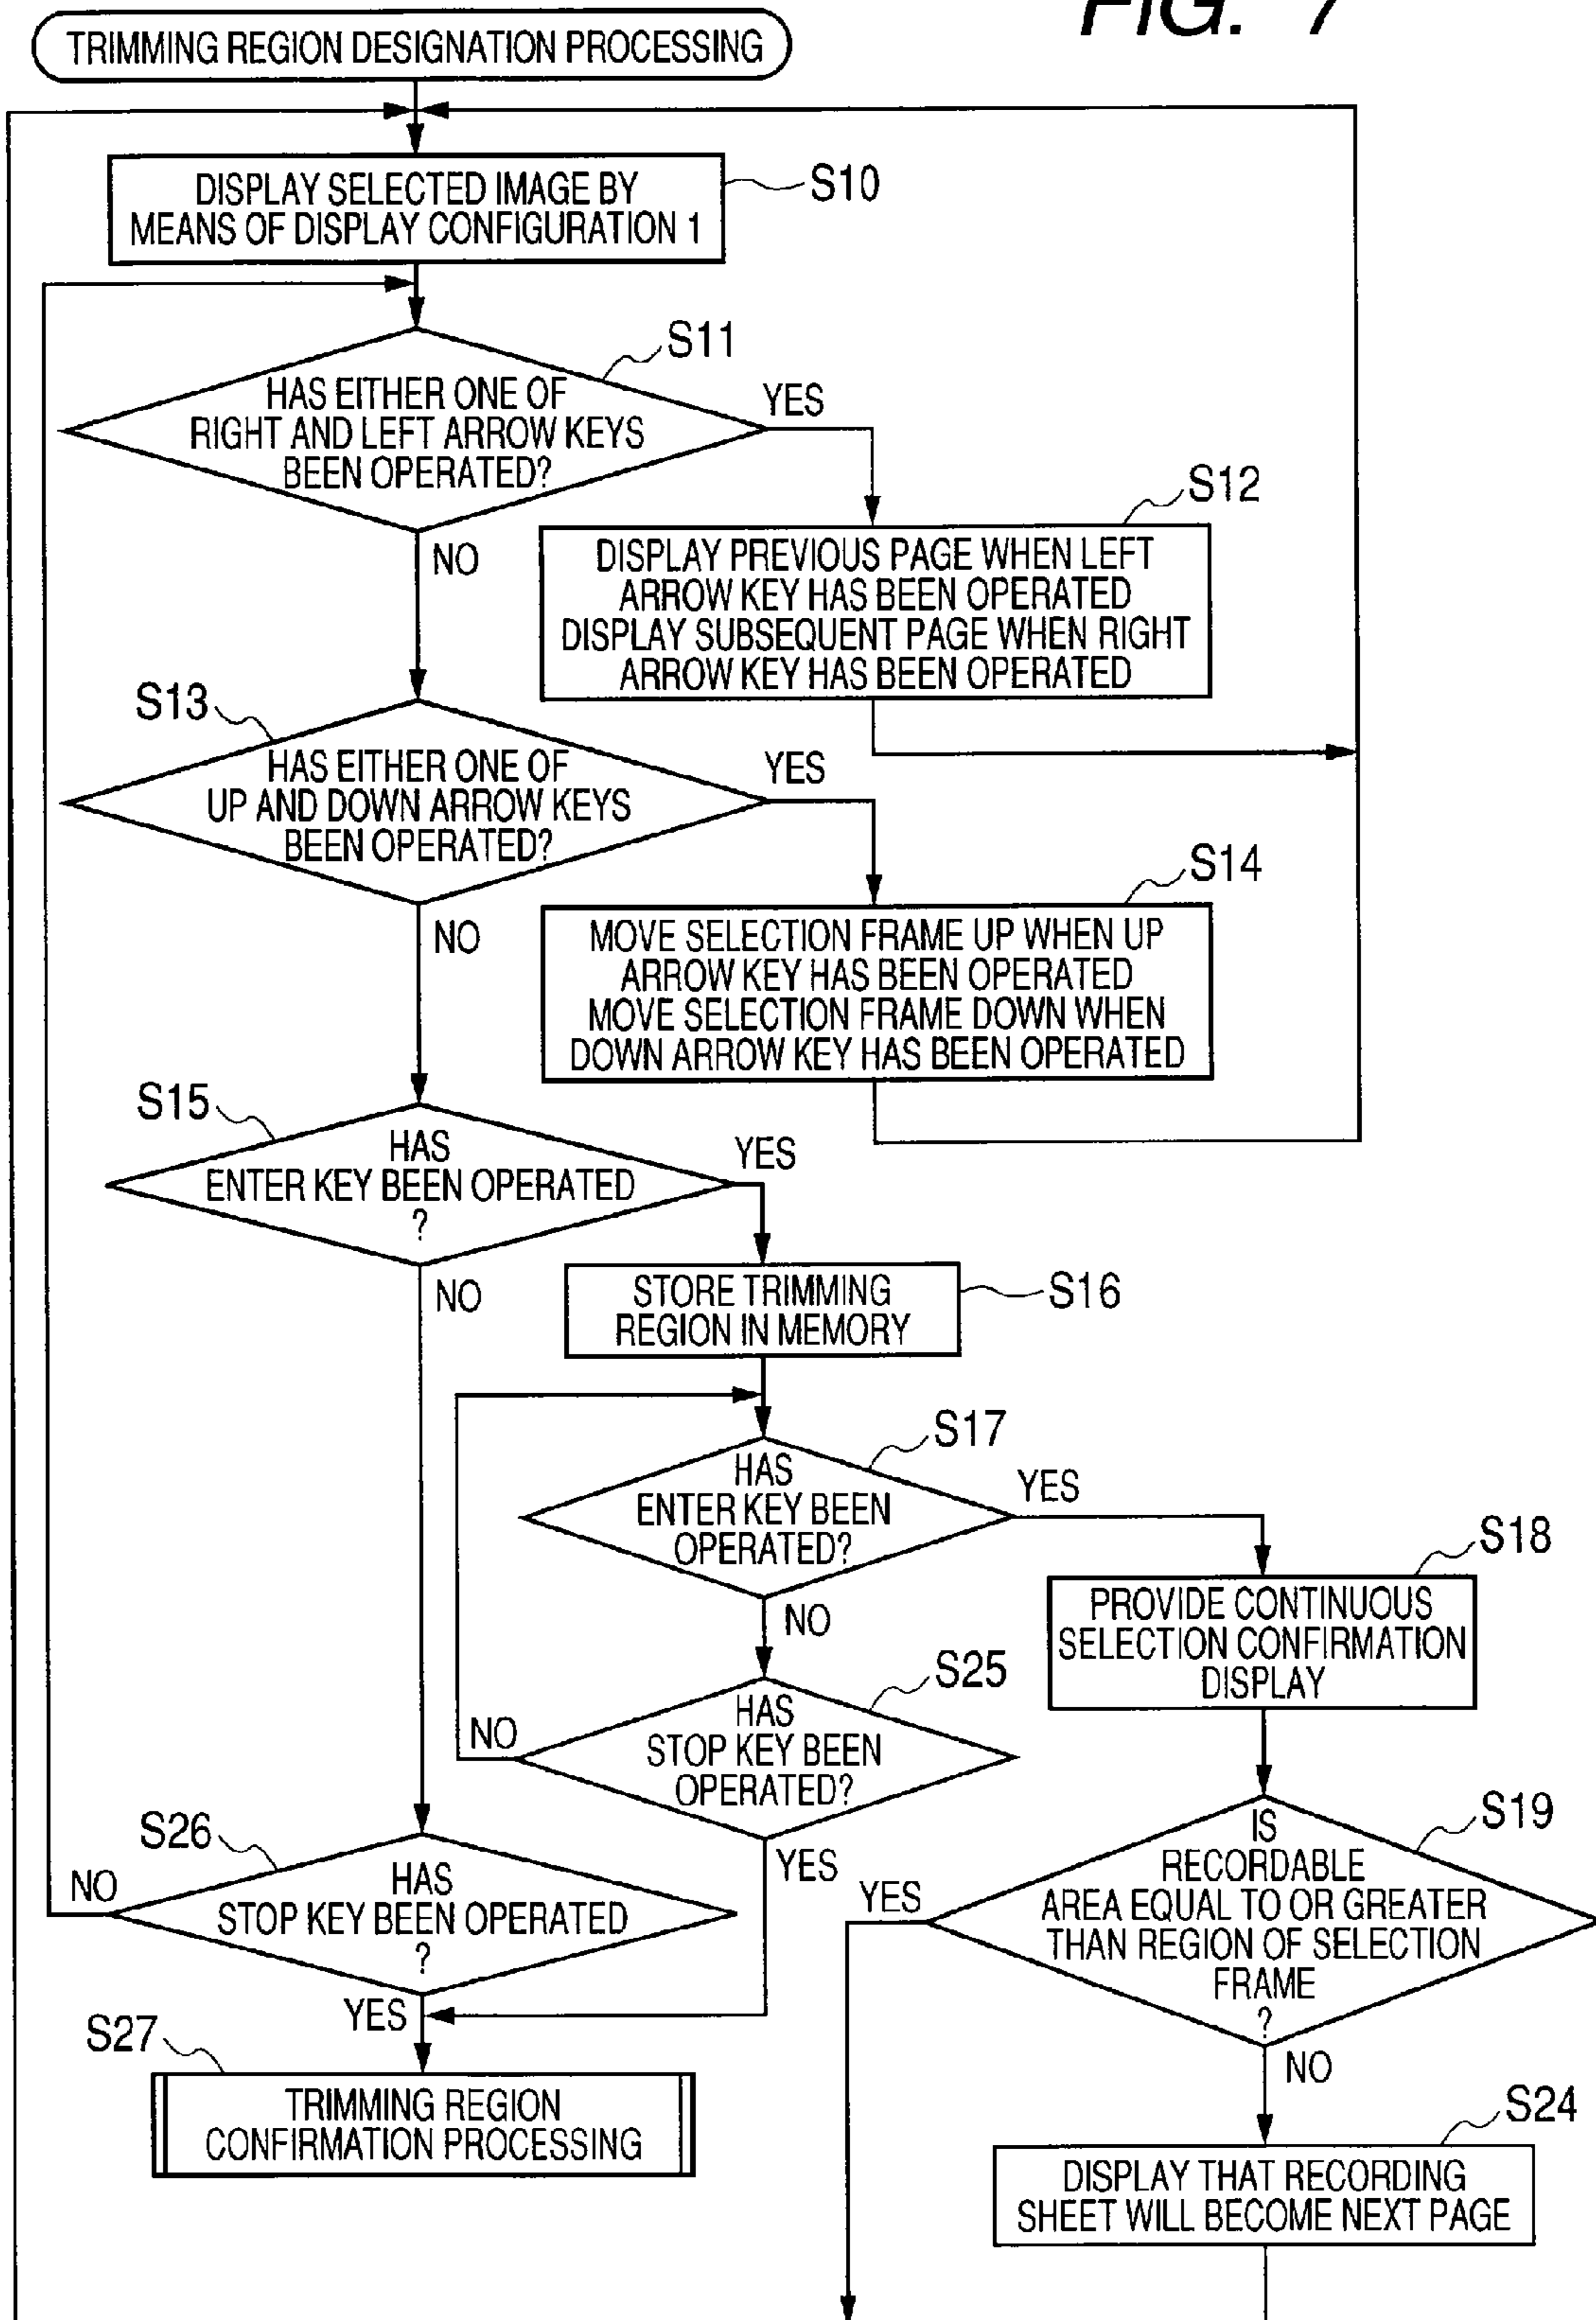 FIG. 7
TRIMMING REGION DESIGNATION PROCESSING
DISPLAY SELECTED IMAGE BY
MEANS OF DISPLAY CONFIGURATION 1
S10
S11
HAS EITHER ONE OF
RIGHT AND LEFT ARROW KEYS
BEEN OPERATED?
YES
NO
S12
DISPLAY PREVIOUS PAGE WHEN LEFT
ARROW KEY HAS BEEN OPERATED
DISPLAY SUBSEQUENT PAGE WHEN RIGHT
ARROW KEY HAS BEEN OPERATED
S13
HAS EITHER ONE OF
UP AND DOWN ARROW KEYS
BEEN OPERATED?
YES
NO
S14
MOVE SELECTION FRAME UP WHEN UP
ARROW KEY HAS BEEN OPERATED
MOVE SELECTION FRAME DOWN WHEN
DOWN ARROW KEY HAS BEEN OPERATED
S15
HAS
ENTER KEY BEEN OPERATED
?
YES
NO
STORE TRIMMING
REGION IN MEMORY
S16
S17
HAS
ENTER KEY BEEN
OPERATED?
YES
NO
S18
PROVIDE CONTINUOUS
SELECTION CONFIRMATION
DISPLAY
S25
HAS
STOP KEY BEEN
OPERATED?
NO
YES
S19
IS
RECORDABLE
AREA EQUAL TO OR GREATER
THAN REGION OF SELECTION
FRAME
?
YES
NO
S26
HAS
STOP KEY BEEN OPERATED
?
NO
YES
S27
TRIMMING REGION
CONFIRMATION PROCESSING
S24
DISPLAY THAT RECORDING
SHEET WILL BECOME NEXT PAGE